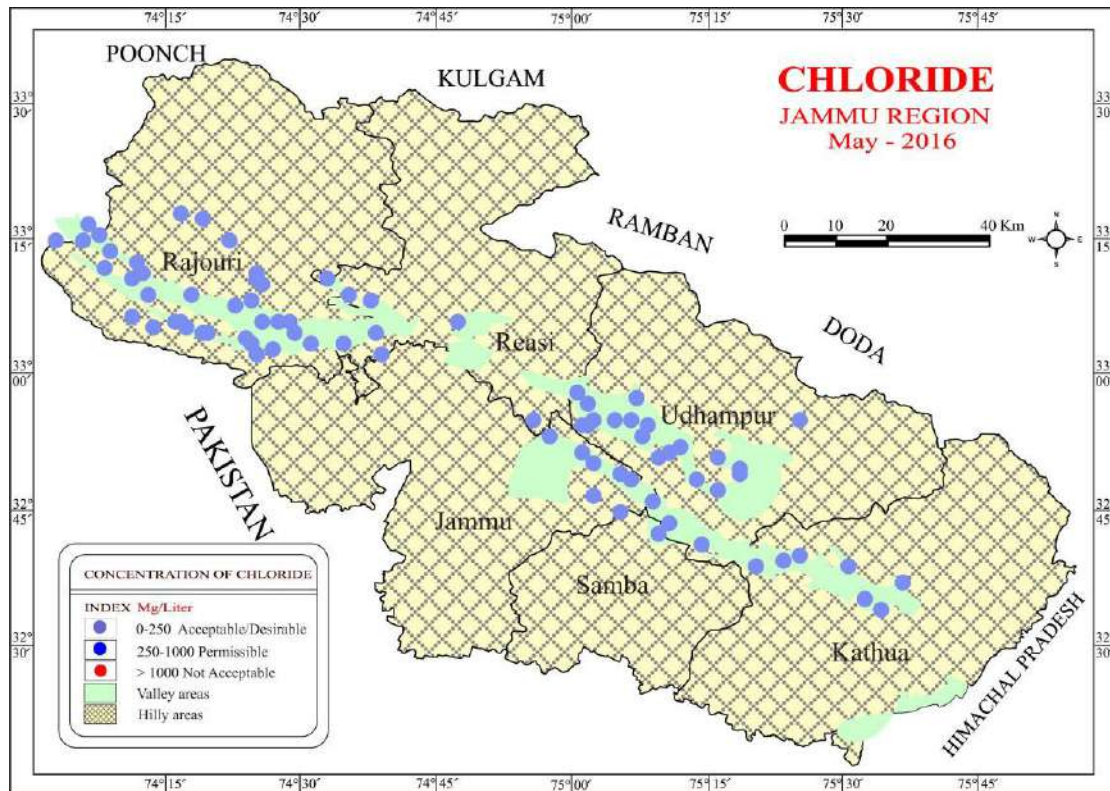 74°15′ 74°30′ 74°45′ 75°00′ 75°15′ 75°30′ 75°45′
POONCH
KULGAM
CHLORIDE
JAMMU REGION
May - 2016
33° 30′
33° 30′
RAMBAN
0 10 20 40 Km
N
W E
S
33° 15′
33° 15′
Rajouri
DODA
Reasi
33° 00′
33° 00′
Udhampur
PAKISTAN
32° 45′
32° 45′
Jammu
Samba
Kathua
HIMACHAL PRADESH
32° 30′
32° 30′
CONCENTRATION OF CHLORIDE
INDEX Mg/Liter
0-250 Acceptable/Desirable
250-1000 Permissible
> 1000 Not Acceptable
Valley areas
Hilly areas
74°15′ 74°30′ 74°45′ 75°00′ 75°15′ 75°30′ 75°45′